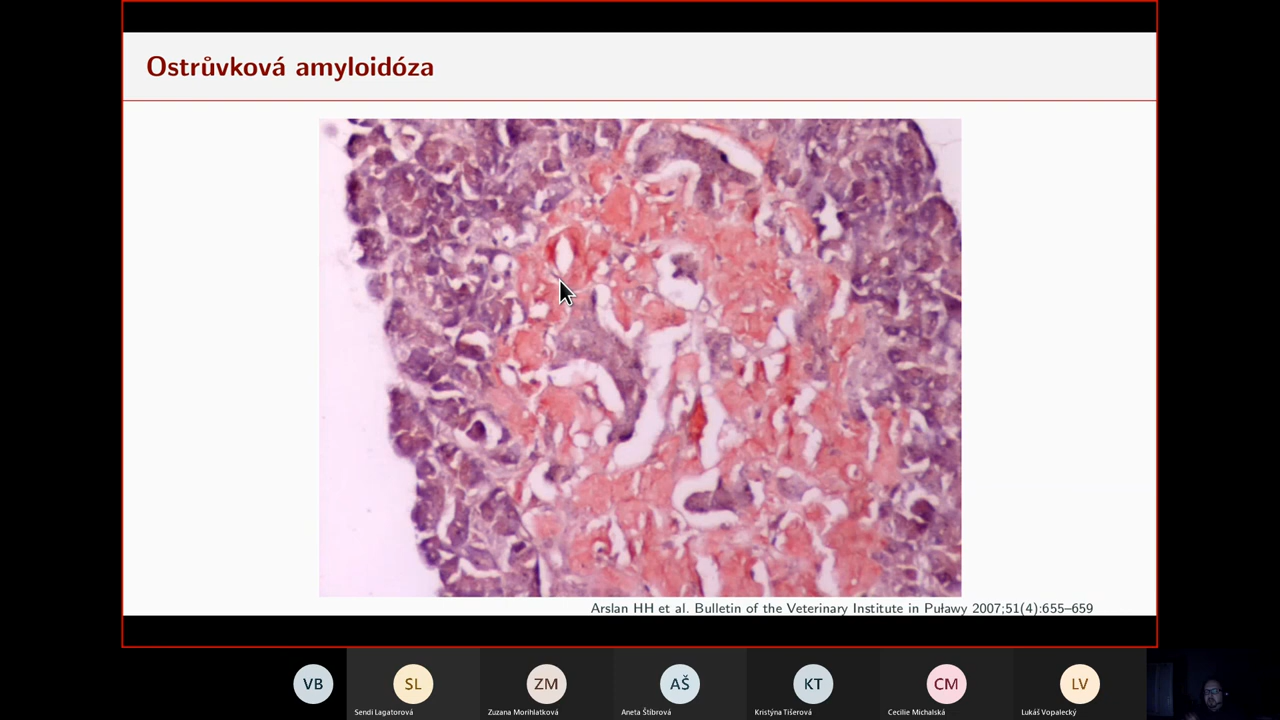 Ostrůvková amyloidóza
Arslan HH et al. Bulletin of the Veterinary Institute in Puławy 2007;51(4):655–659
VB
SL
ZM
AŠ
KT
CM
LV
Sendi Lagatorová
Zuzana Morihlatková
Aneta Štibrová
Kristýna Tišerová
Cecilie Michalská
Lukáš Vopalecký